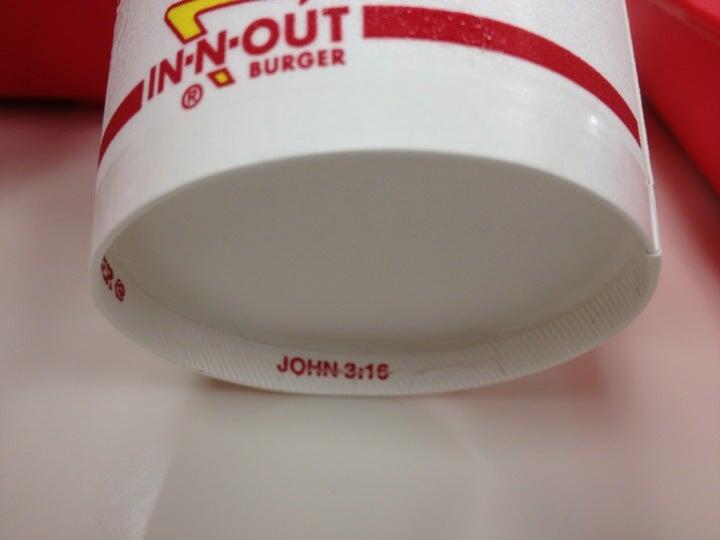 IN-N-OUT
BURGER
®
JOHN 3:16